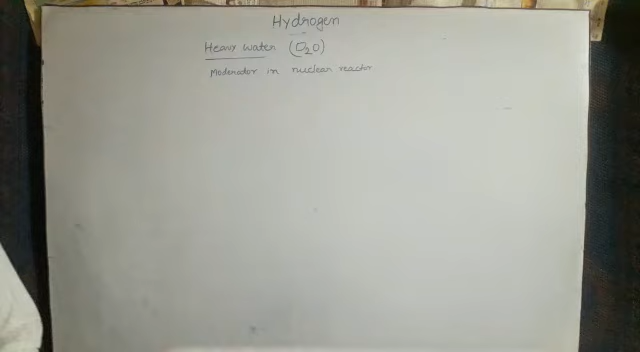 Hydrogen
Heavy Water (D₂O)
Moderator in nuclear reactor